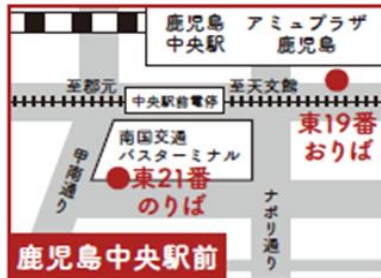 鹿児島 アミュプラザ
中央駅 鹿児島
至郡元
中央駅前電停
至天文館
東19番
おりば
南国交通
バスターミナル
東21番
のりば
甲南通り
ナポリ通り
鹿児島中央駅前